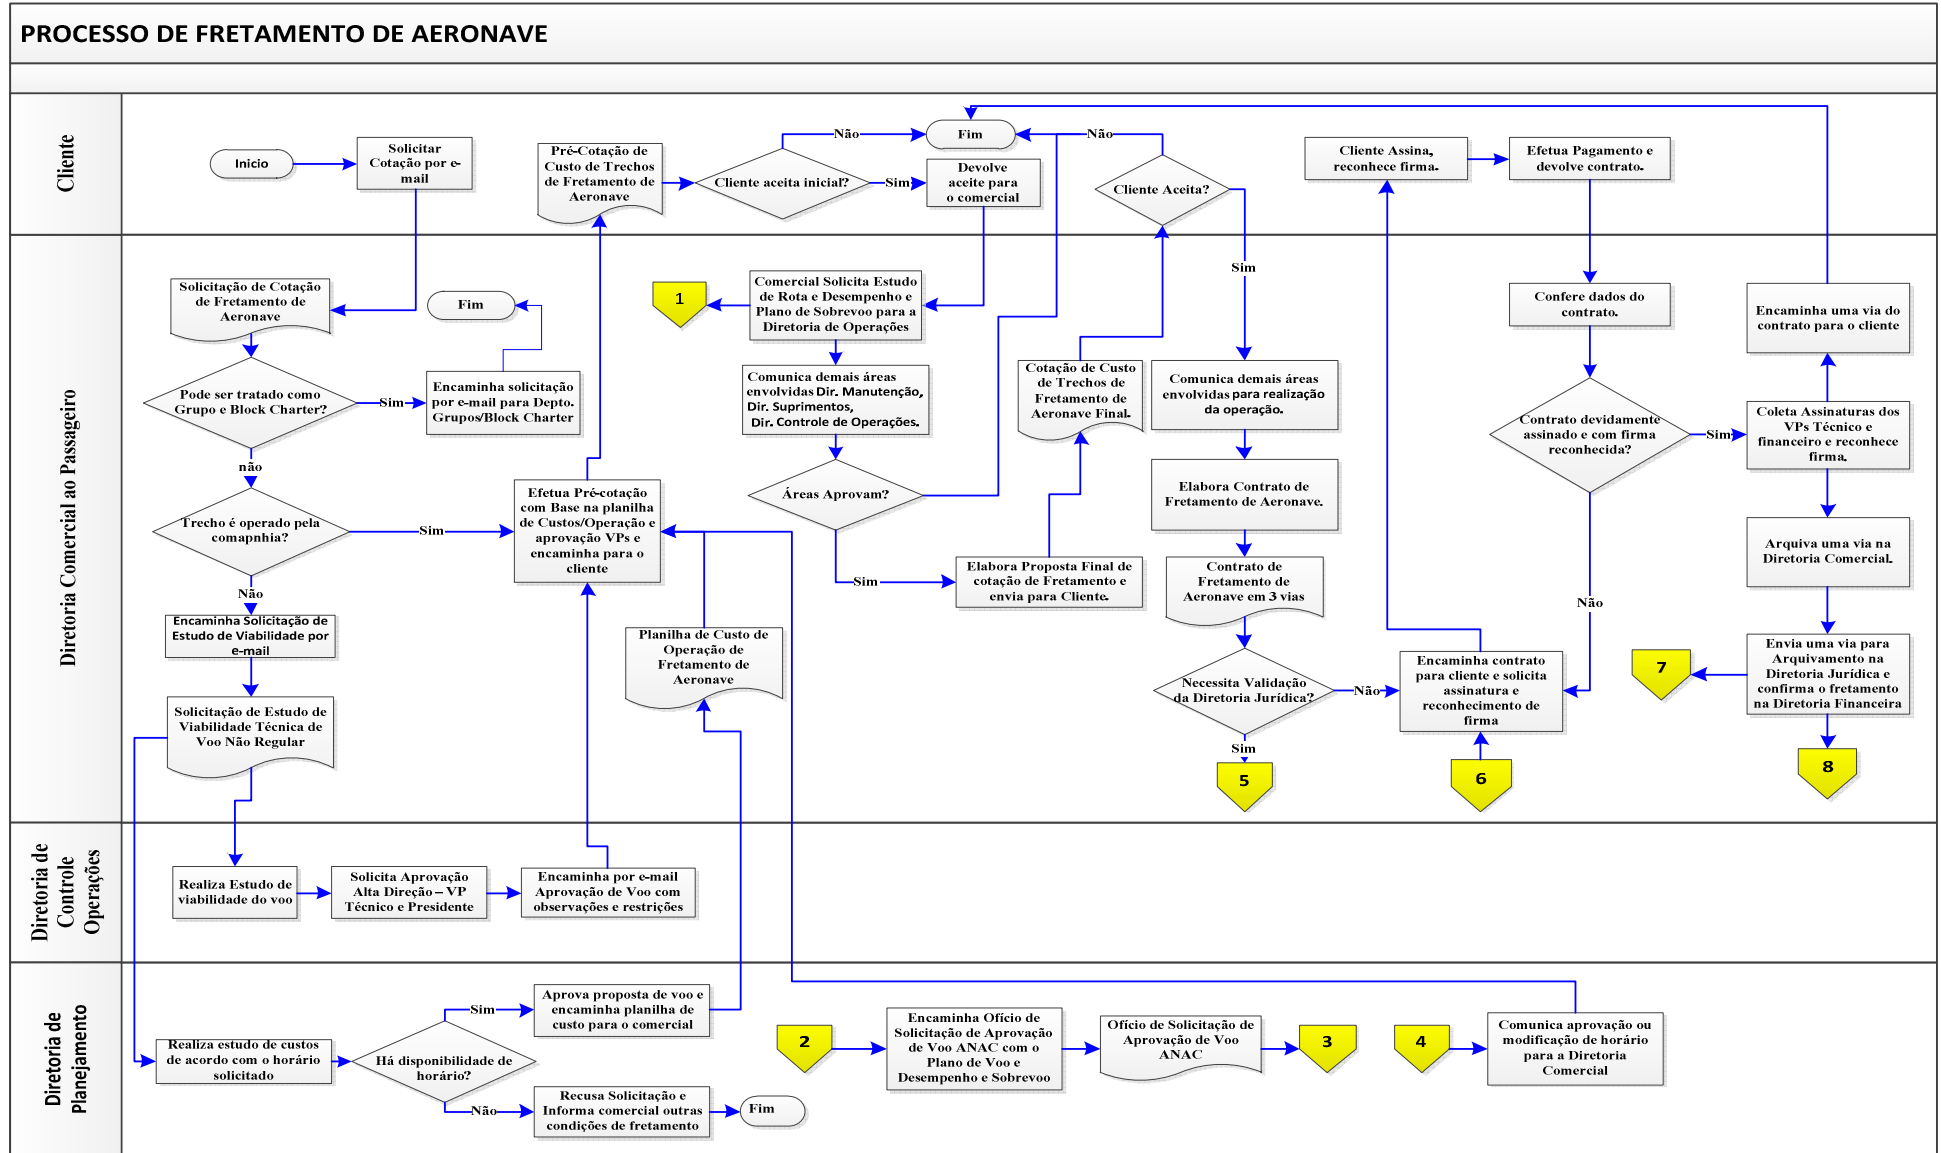 PROCESSO DE FRETAMENTO DE AERONAVE
Cliente
Inicio
Solicitar
Cotação por e-
mail
Pré-Cotação de
Custo de Trechos
de Fretamento de
Aeronave
Cliente aceita inicial?
Não
Sim
Fim
Devolve
aceite para
o comercial
Não
Cliente Aceita?
Sim
Cliente Assina,
reconhece firma.
Efetua Pagamento e
devolve contrato.
Diretoria Comercial ao Passageiro
Solicitação de Cotação
de Fretamento de
Aeronave
Fim
Pode ser tratado como
Grupo e Block Charter?
Sim
Encaminha solicitação
por e-mail para Depto.
Grupos/Block Charter
não
Trecho é operado pela
comapnhia?
Sim
Não
Encaminha Solicitação de
Estudo de Viabilidade por
e-mail
Solicitação de Estudo de
Viabilidade Técnica de
Voo Não Regular
Efetua Pré-cotação
com Base na planilha
de Custos/Operação e
aprovação VPs e
encaminha para o
cliente
Planilha de Custo de
Operação de
Fretamento de
Aeronave
1
Comercial Solicita Estudo
de Rota e Desempenho e
Plano de Sobrevoo para a
Diretoria de Operações
Comunica demais áreas
envolvidas Dir. Manutenção,
Dir. Suprimentos,
Dir. Controle de Operações.
Áreas Aprovam?
Sim
Elabora Proposta Final de
cotação de Fretamento e
envia para Cliente.
Cotação de Custo
de Trechos de
Fretamento de
Aeronave Final.
Comunica demais áreas
envolvidas para realização
da operação.
Elabora Contrato de
Fretamento de Aeronave.
Contrato de
Fretamento de
Aeronave em 3 vias
Necessita Validação
da Diretoria Jurídica?
Não
Sim
5
Encaminha contrato
para cliente e solicita
assinatura e
reconhecimento de
firma
6
Confere dados do
contrato.
Contrato devidamente
assinado e com firma
reconhecida?
Sim
Não
Encaminha uma via do
contrato para o cliente
Coleta Assinaturas dos
VPs Técnico e
financeiro e reconhece
firma.
Arquiva uma via na
Diretoria Comercial.
Envia uma via para
Arquivamento na
Diretoria Jurídica e
confirma o fretamento
na Diretoria Financeira
7
8
Diretoria de
Controle
Operações
Realiza Estudo de
viabilidade do voo
Solicita Aprovação
Alta Direção – VP
Técnico e Presidente
Encaminha por e-mail
Aprovação de Voo com
observações e restrições
Diretoria de
Planejamento
Realiza estudo de custos
de acordo com o horário
solicitado
Há disponibilidade de
horário?
Sim
Aprova proposta de voo e
encaminha planilha de
custo para o comercial
Não
Recusa Solicitação e
Informa comercial outras
condições de fretamento
Fim
2
Encaminha Ofício de
Solicitação de Aprovação
de Voo ANAC com o
Plano de Voo e
Desempenho e Sobrevoo
Ofício de Solicitação de
Aprovação de Voo
ANAC
3
4
Comunica aprovação ou
modificação de horário
para a Diretoria
Comercial